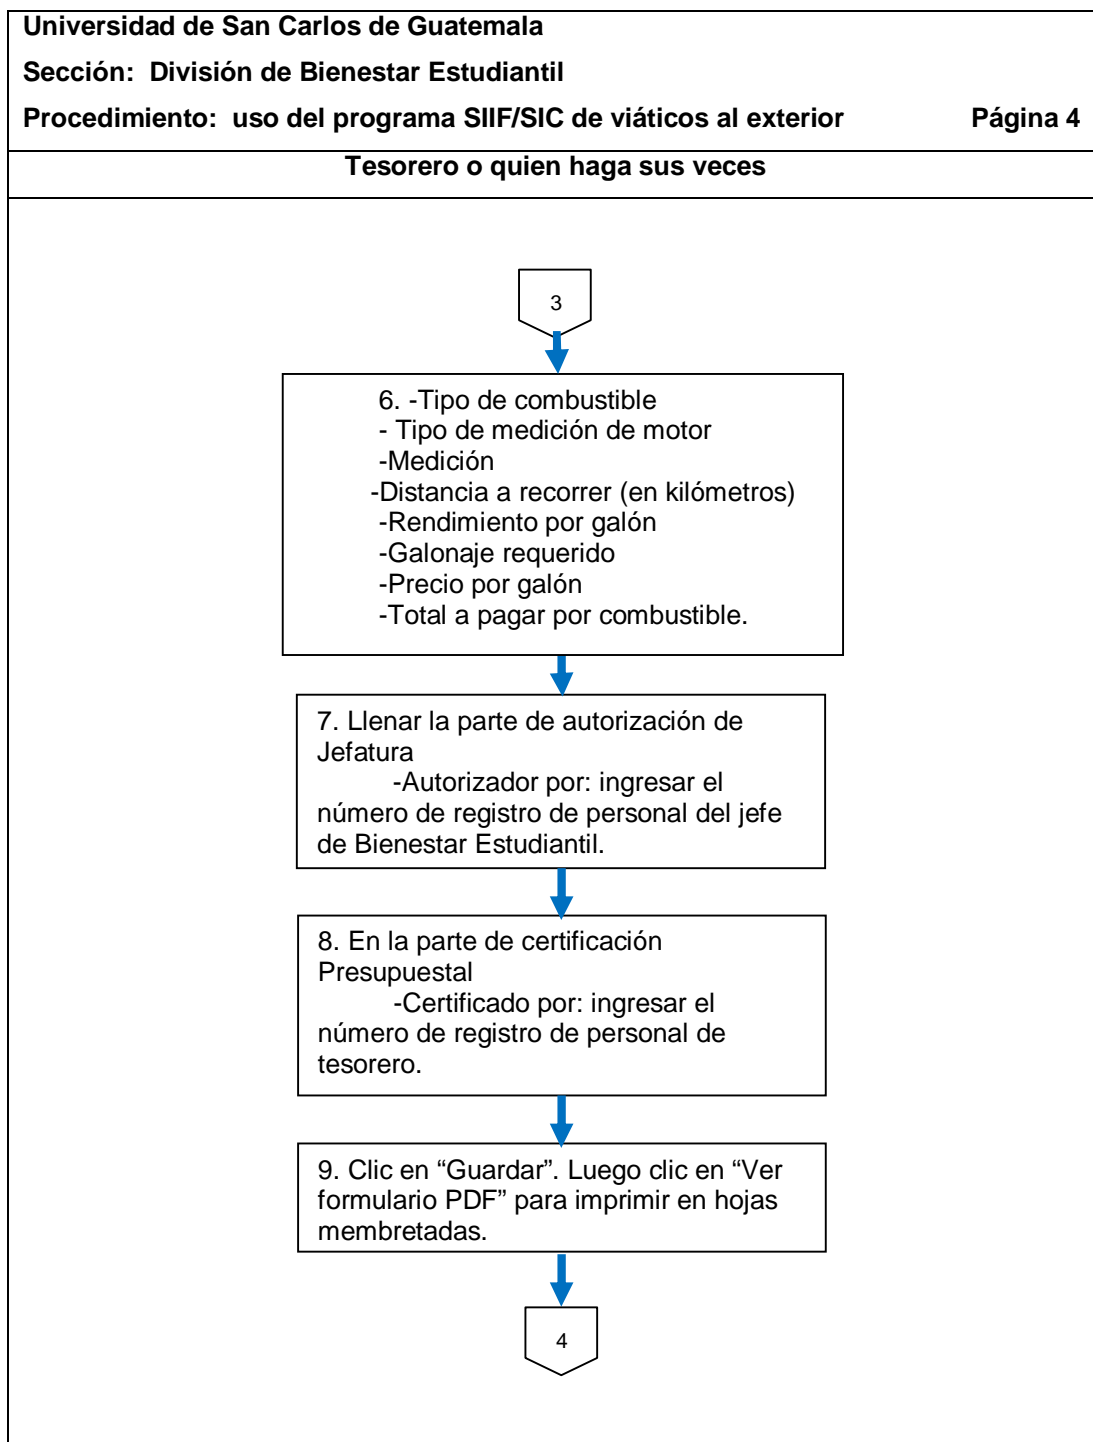 Universidad de San Carlos de Guatemala
Sección: División de Bienestar Estudiantil
Procedimiento: uso del programa SIIF/SIC de viáticos al exterior Página 4
Tesorero o quien haga sus veces
3
6. -Tipo de combustible
- Tipo de medición de motor
-Medición
-Distancia a recorrer (en kilómetros)
-Rendimiento por galón
-Galonaje requerido
-Precio por galón
-Total a pagar por combustible.
7. Llenar la parte de autorización de
Jefatura
-Autorizador por: ingresar el
número de registro de personal del jefe
de Bienestar Estudiantil.
8. En la parte de certificación
Presupuestal
-Certificado por: ingresar el
número de registro de personal de
tesorero.
9. Clic en “Guardar”. Luego clic en “Ver
formulario PDF” para imprimir en hojas
membretadas.
4